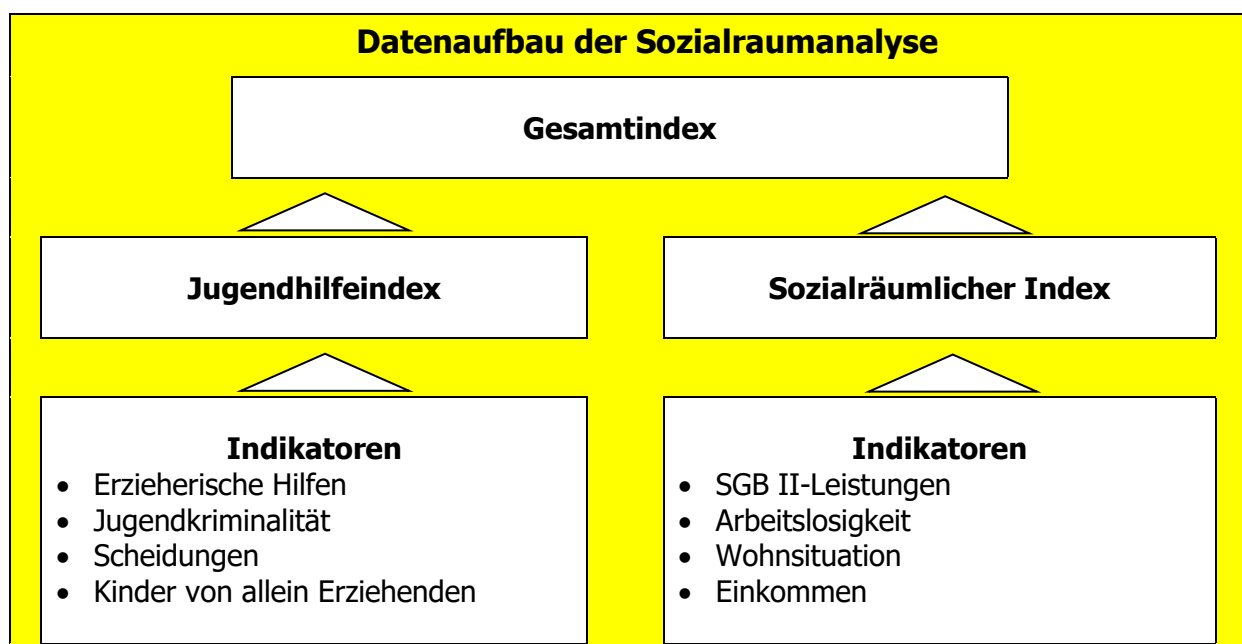 Datenaufbau der Sozialraumanalyse
Gesamtindex
Jugendhilfeindex
Sozialräumlicher Index
Indikatoren
• Erzieherische Hilfen
• Jugendkriminalität
• Scheidungen
• Kinder von allein Erziehenden
Indikatoren
• SGB II-Leistungen
• Arbeitslosigkeit
• Wohnsituation
• Einkommen